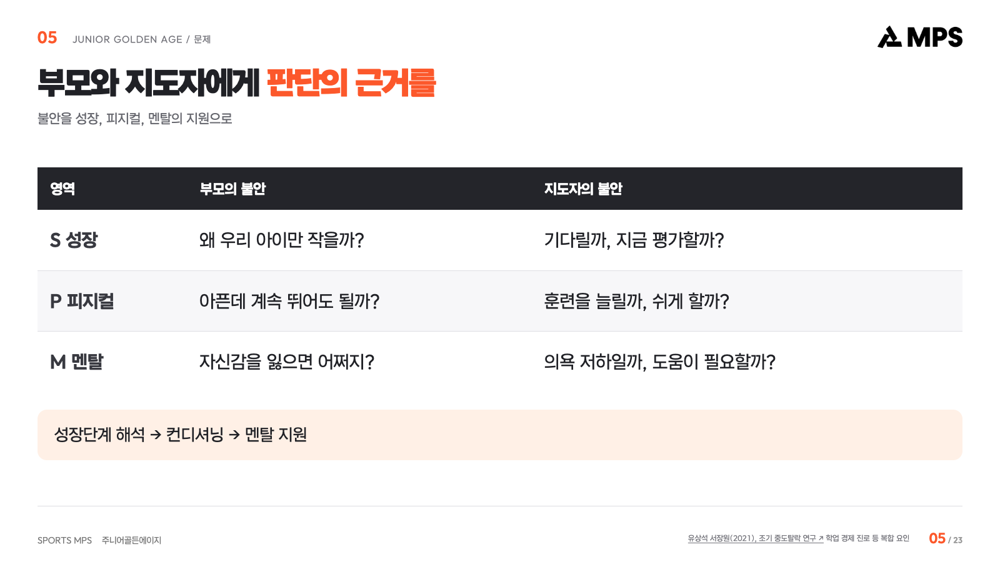 05 JUNIOR GOLDEN AGE / 문제
MPS
부모와 지도자에게 판단의 근거를
불안을 성장, 피지컬, 멘탈의 지원으로
영역 부모의 불안 지도자의 불안
S 성장 왜 우리 아이만 작을까? 기다릴까, 지금 평가할까?
P 피지컬 아픈데 계속 뛰어도 될까? 훈련을 늘릴까, 쉬게 할까?
M 멘탈 자신감을 잃으면 어쩌지? 의욕 저하일까, 도움이 필요할까?
성장단계 해석 → 컨디셔닝 → 멘탈 지원
SPORTS MPS 주니어골든에이지
유상석 서장원(2021), 조기 중도탈락 연구 ↗ 학업 경제 진로 등 복합 요인
05 / 23